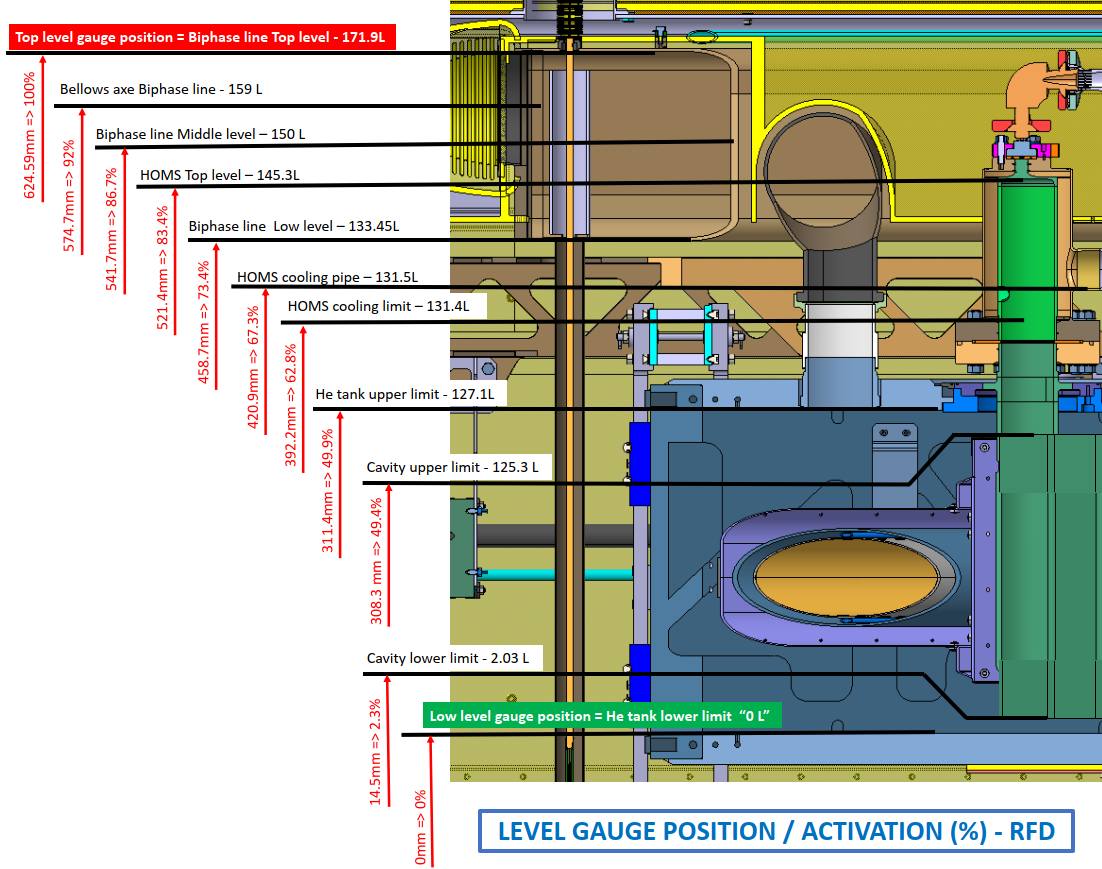 Top level gauge position = Biphase line Top level - 171.9L
624.59mm => 100%
Bellows axe Biphase line - 159 L
574.7mm => 92%
Biphase line Middle level – 150 L
541.7mm => 86.7%
HOMS Top level – 145.3L
521.4mm => 83.4%
Biphase line  Low level – 133.45L
458.7mm => 73.4%
HOMS cooling pipe – 131.5L
420.9mm => 67.3%
HOMS cooling limit – 131.4L
392.2mm => 62.8%
He tank upper limit - 127.1L
311.4mm => 49.9%
Cavity upper limit - 125.3 L
308.3 mm => 49.4%
Cavity lower limit - 2.03 L
14.5mm => 2.3%
Low level gauge position = He tank lower limit  “0 L”
0mm => 0%
LEVEL GAUGE POSITION / ACTIVATION (%) - RFD